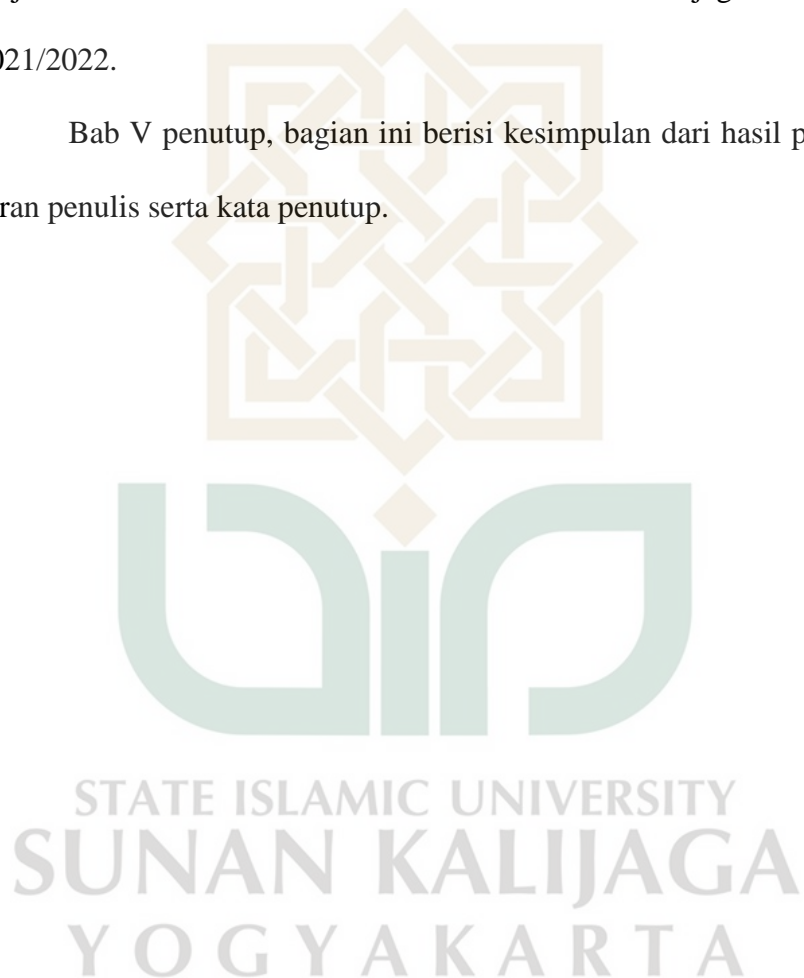 021/2022.
Bab V penutup, bagian ini berisi kesimpulan dari hasil p
ran penulis serta kata penutup.
STATE ISLAMIC UNIVERSITY
SUNAN KALIJAGA
YOGYAKARTA